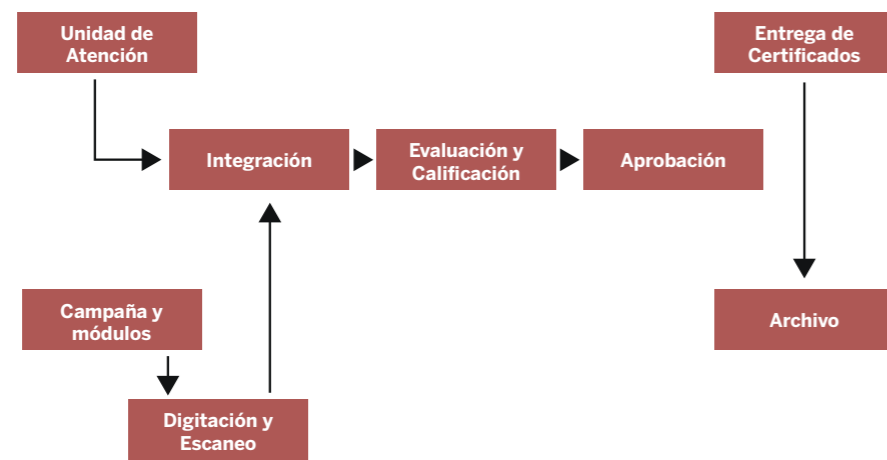 Unidad de
Atención
Entrega de
Certificados
Integración
Evaluación y
Calificación
Aprobación
Campaña y
módulos
Archivo
Digitación y
Escaneo